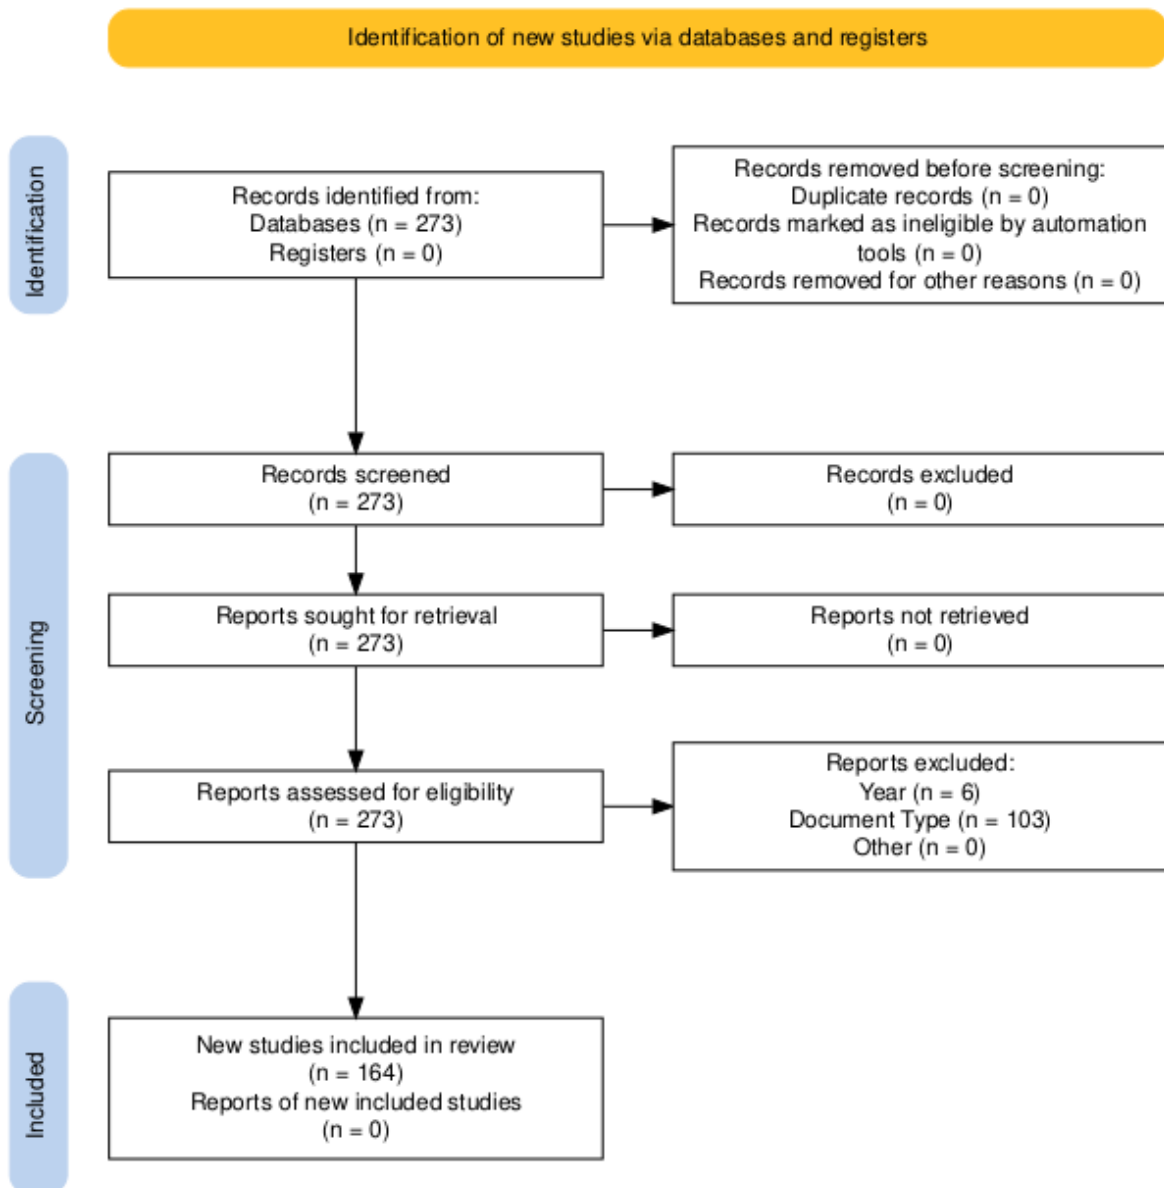 Identification of new studies via databases and registers
Identification
Records identified from:
Databases (n = 273)
Registers (n = 0)
Records removed before screening:
Duplicate records (n = 0)
Records marked as ineligible by automation
tools (n = 0)
Records removed for other reasons (n = 0)
Screening
Records screened
(n = 273)
Records excluded
(n = 0)
Reports sought for retrieval
(n = 273)
Reports not retrieved
(n = 0)
Reports assessed for eligibility
(n = 273)
Reports excluded:
Year (n = 6)
Document Type (n = 103)
Other (n = 0)
Included
New studies included in review
(n = 164)
Reports of new included studies
(n = 0)